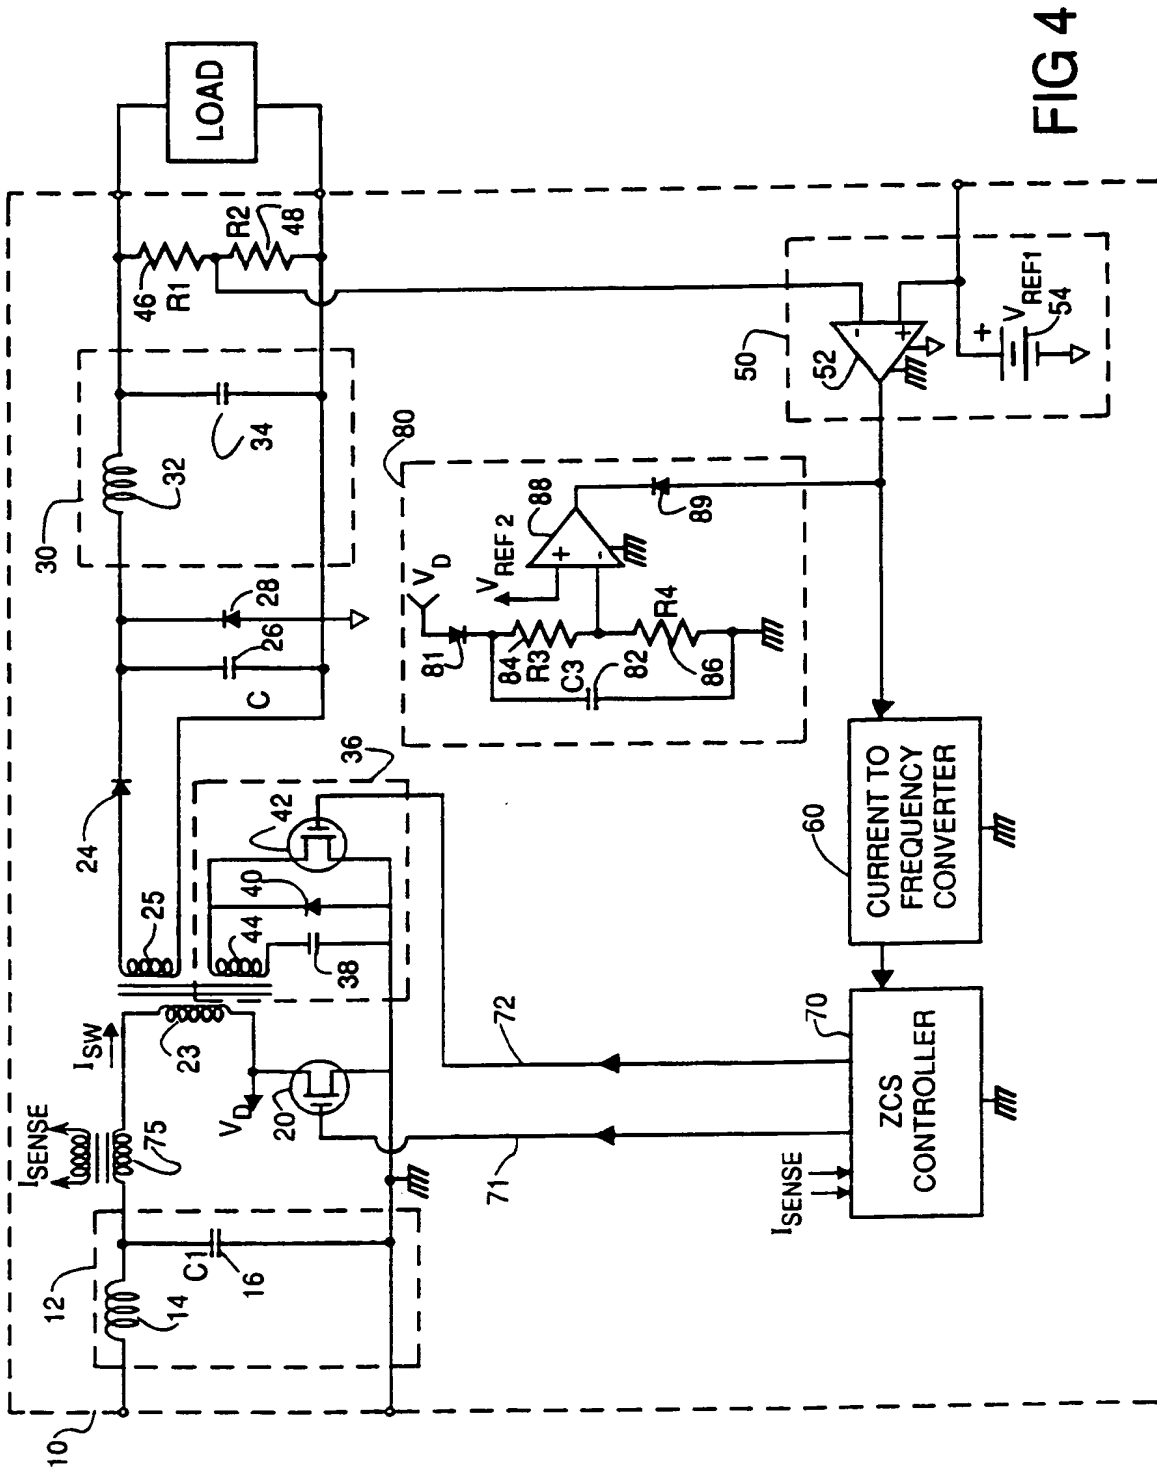 10
12
14
C1
16
ISENSE
75
ISW
23
VD
20
25
24
44
38
40
42
36
C
26
28
30
32
34
46
R1
R2
48
LOAD
80
VD
81
84
R3
C3
82
86
R4
VREF 2
88
89
50
52
VREF1
+
54
-
+
+
-
71
72
60
CURRENT TO
FREQUENCY
CONVERTER
70
ZCS
CONTROLLER
ISENSE
FIG 4